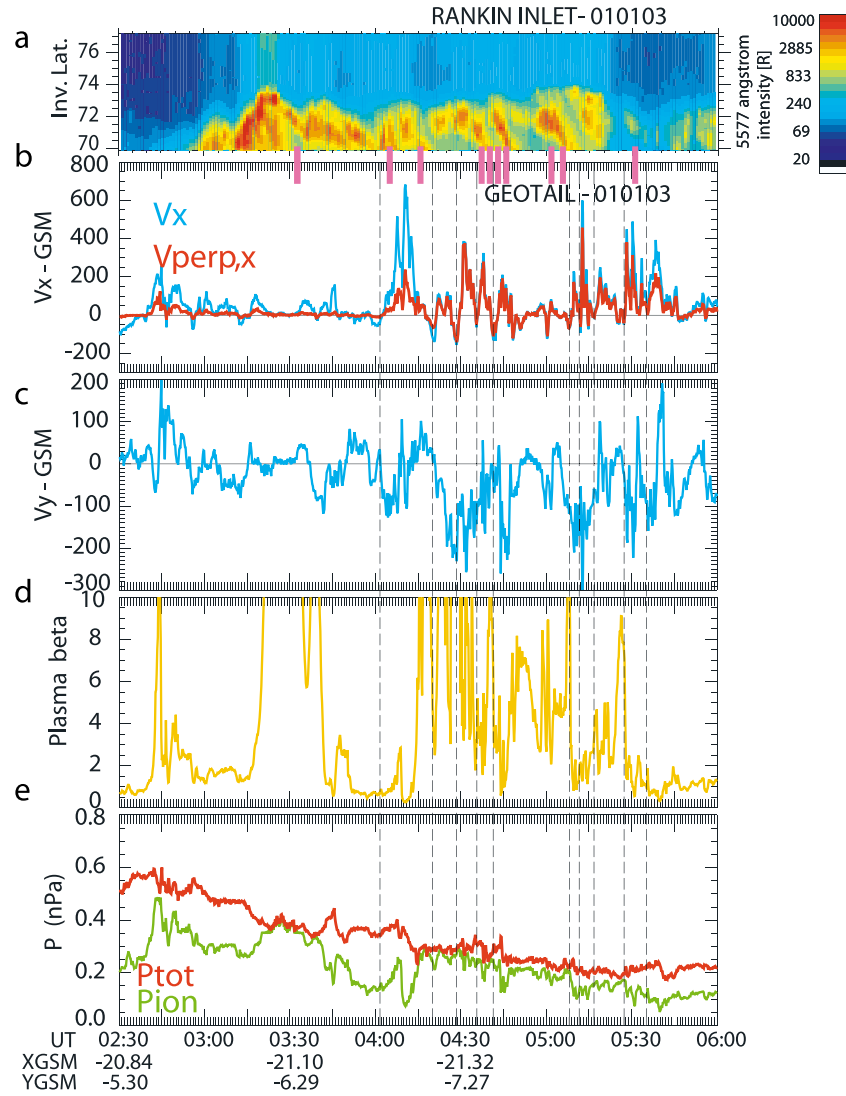 RANKIN INLET- 010103
a
Inv. Lat.
76
74
72
70
10000
2885
833
240
69
20
5577 angstrom
intensity [R]
b
GEOTAIL - 010103
Vx - GSM
800
600
400
200
0
-200
Vx
Vperp,x
c
Vy - GSM
200
100
0
-100
-200
-300
d
Plasma beta
10
8
6
4
2
0
e
P (nPa)
0.8
0.6
0.4
0.2
0.0
Ptot
Pion
UT 02:30 03:00 03:30 04:00 04:30 05:00 05:30 06:00
XGSM -20.84 -21.10 -21.32
YGSM -5.30 -6.29 -7.27